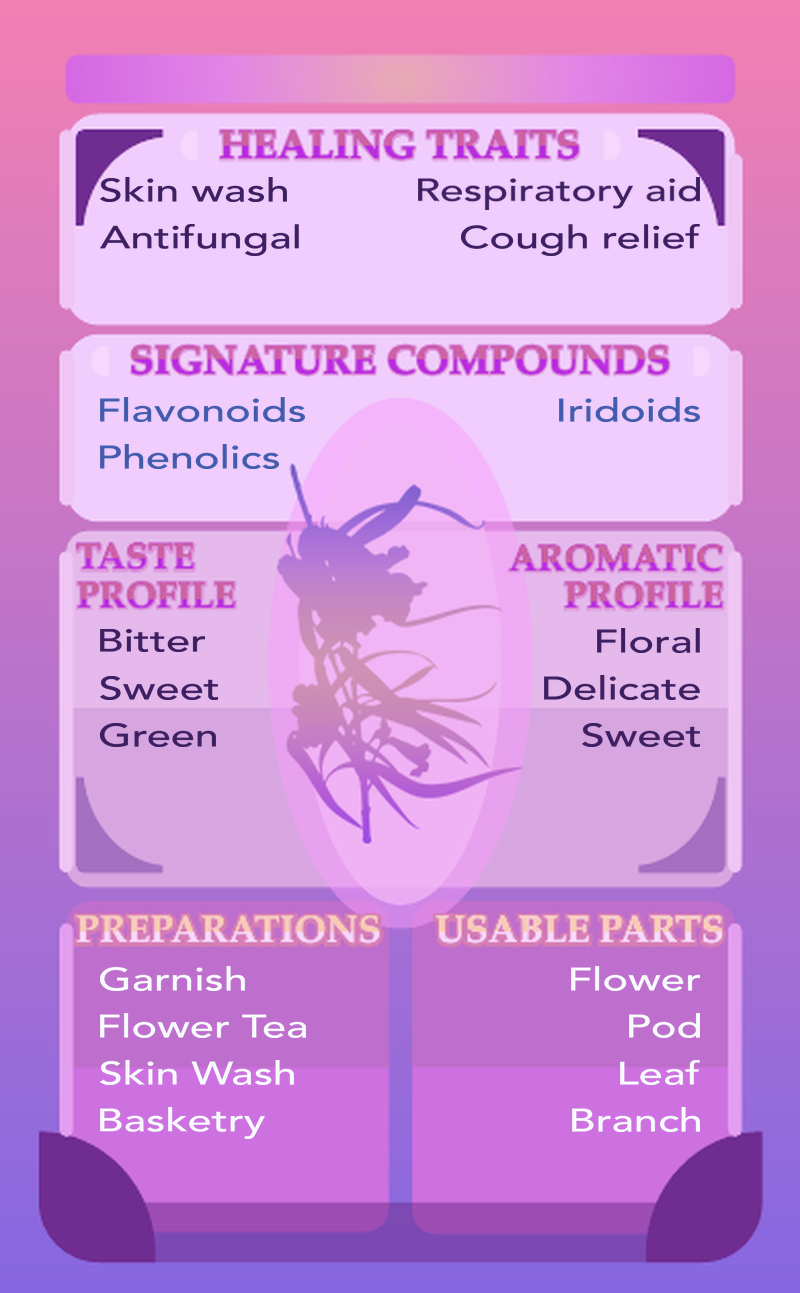 HEALING TRAITS
Skin wash Respiratory aid
Antifungal Cough relief
SIGNATURE COMPOUNDS
Flavonoids Iridoids
Phenolics
TASTE
PROFILE
Bitter
Sweet
Green
AROMATIC
PROFILE
Floral
Delicate
Sweet
PREPARATIONS
Garnish
Flower Tea
Skin Wash
Basketry
USABLE PARTS
Flower
Pod
Leaf
Branch